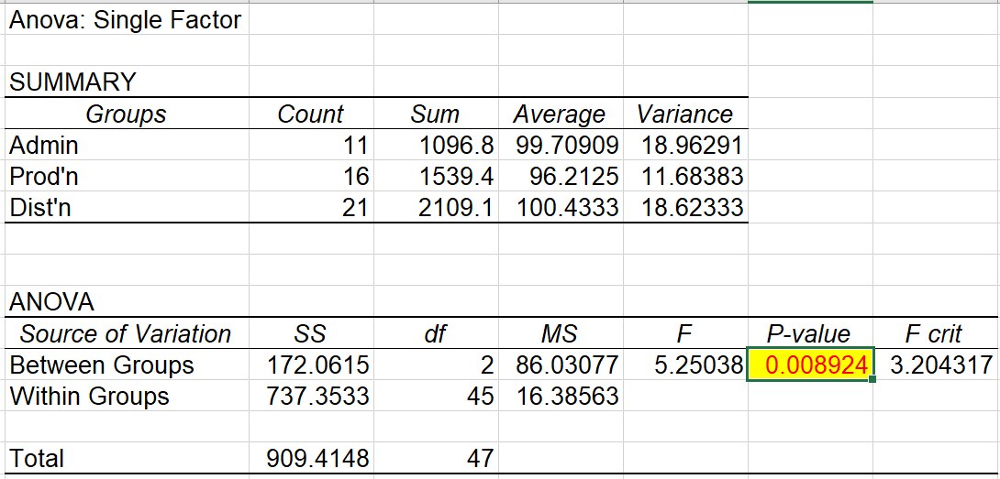 Anova: Single Factor
SUMMARY
Groups Count Sum Average Variance
Admin 11 1096.8 99.70909 18.96291
Prod'n 16 1539.4 96.2125 11.68383
Dist'n 21 2109.1 100.4333 18.62333
ANOVA
Source of Variation SS df MS F P-value F crit
Between Groups 172.0615 2 86.03077 5.25038 0.008924 3.204317
Within Groups 737.3533 45 16.38563
Total 909.4148 47